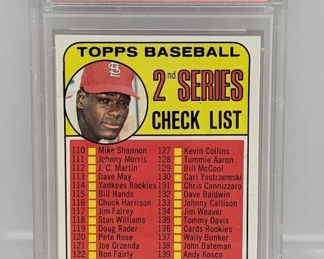 TOPPS BASEBALL
2nd SERIES
CHECK LIST
110 Mike Shannon
111 Johnny Morris
112 J. C. Martin
113 Dave May
114 Yankees Rookies
115 Bill Hands
116 Chuck Harrison
117 Jim Fairey
118 Stan Williams
119 Doug Rader
120 Pete Rose
121 Joe Grzenda
122 Ron Fairly
127 Kevin Collins
128 Tommie Aaron
129 Bill McCool
130 Carl Yastrzemski
131 Chris Cannizzaro
132 Dave Baldwin
133 Johnny Callison
134 Jim Weaver
135 Tommy Davis
136 Cards Rookies
137 Wally Bunker
138 John Bateman
139 Andy Kosco